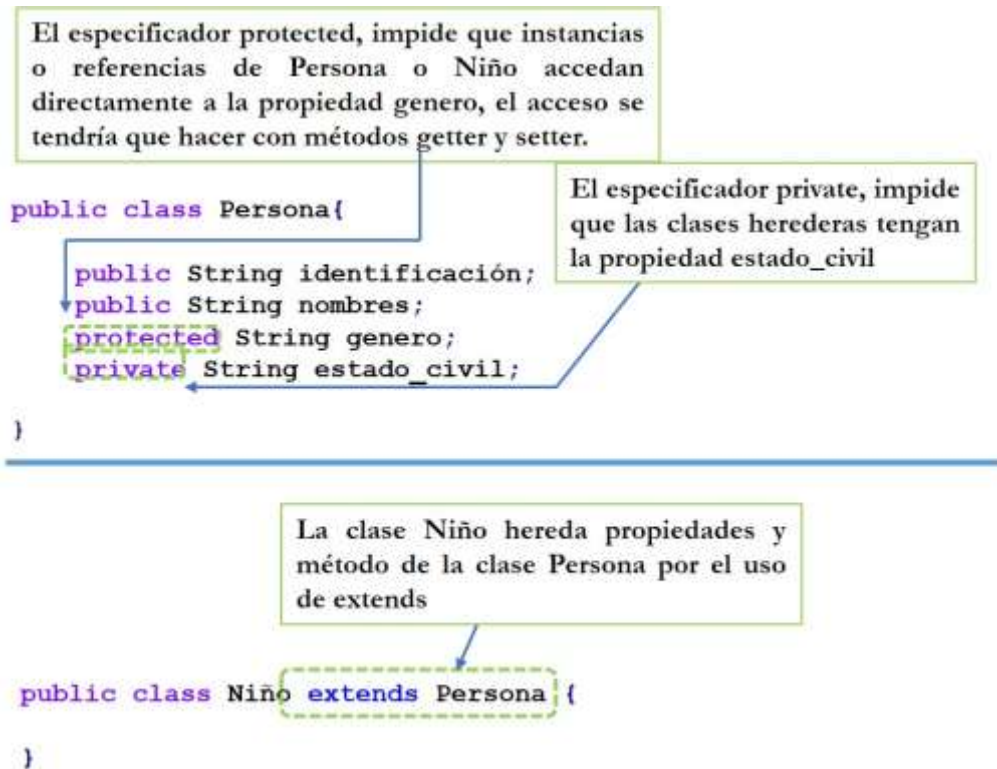 El especificador protected, impide que instancias
o referencias de Persona o Niño accedan
directamente a la propiedad genero, el acceso se
tendría que hacer con métodos getter y setter.
El especificador private, impide
que las clases herederas tengan
la propiedad estado_civil
public class Persona{
public String identificación;
public String nombres;
protected String genero;
private String estado_civil;
}
La clase Niño hereda propiedades y
método de la clase Persona por el uso
de extends
public class Niño extends Persona {
}